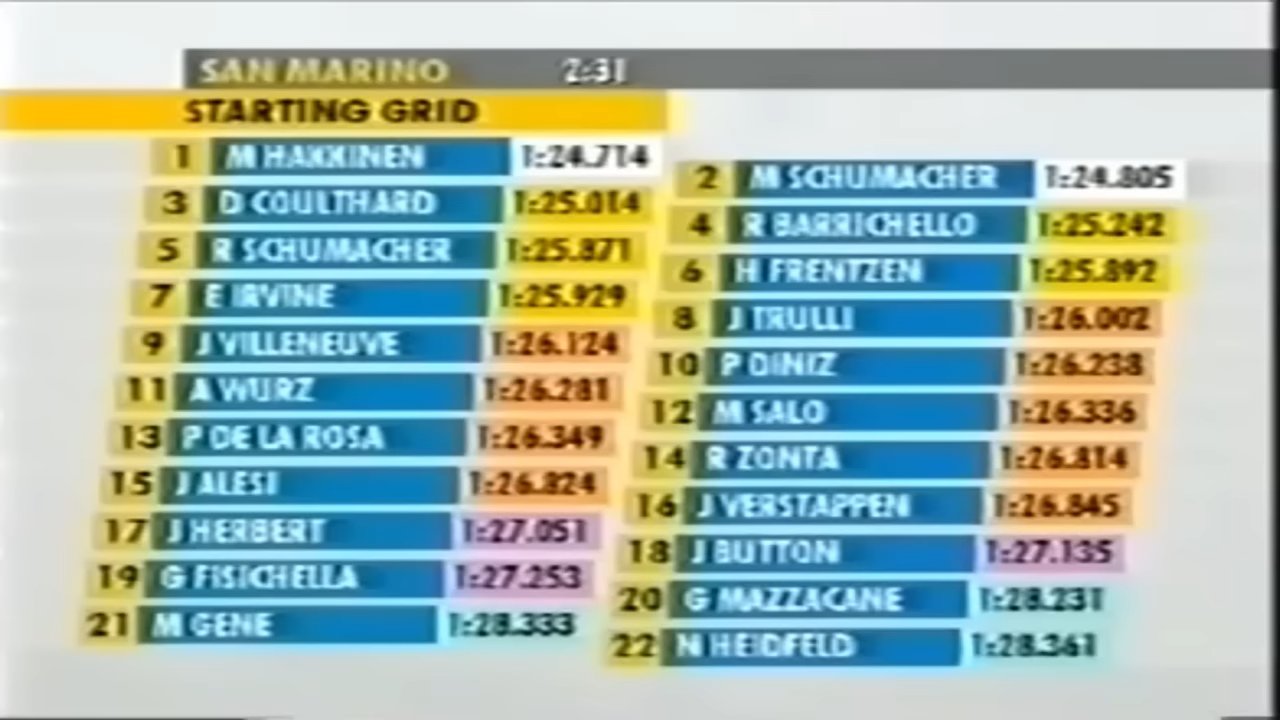 SAN MARINO 2:31
STARTING GRID
1 M HAKKINEN 1:24.714
2 M SCHUMACHER 1:24.805
3 D COULTHARD 1:25.014
4 R BARRICHELLO 1:25.242
5 R SCHUMACHER 1:25.871
6 H FRENTZEN 1:25.892
7 E IRVINE 1:25.929
8 J TRULLI 1:26.002
9 J VILLENEUVE 1:26.124
10 P DINIZ 1:26.238
11 A WURZ 1:26.281
12 M SALO 1:26.336
13 P DE LA ROSA 1:26.349
14 R ZONTA 1:26.814
15 J ALESI 1:26.824
16 J VERSTAPPEN 1:26.845
17 J HERBERT 1:27.051
18 J BUTTON 1:27.135
19 G FISICHELLA 1:27.253
20 G MAZZACANE 1:28.231
21 M GENE 1:28.333
22 N HEIDFELD 1:28.361